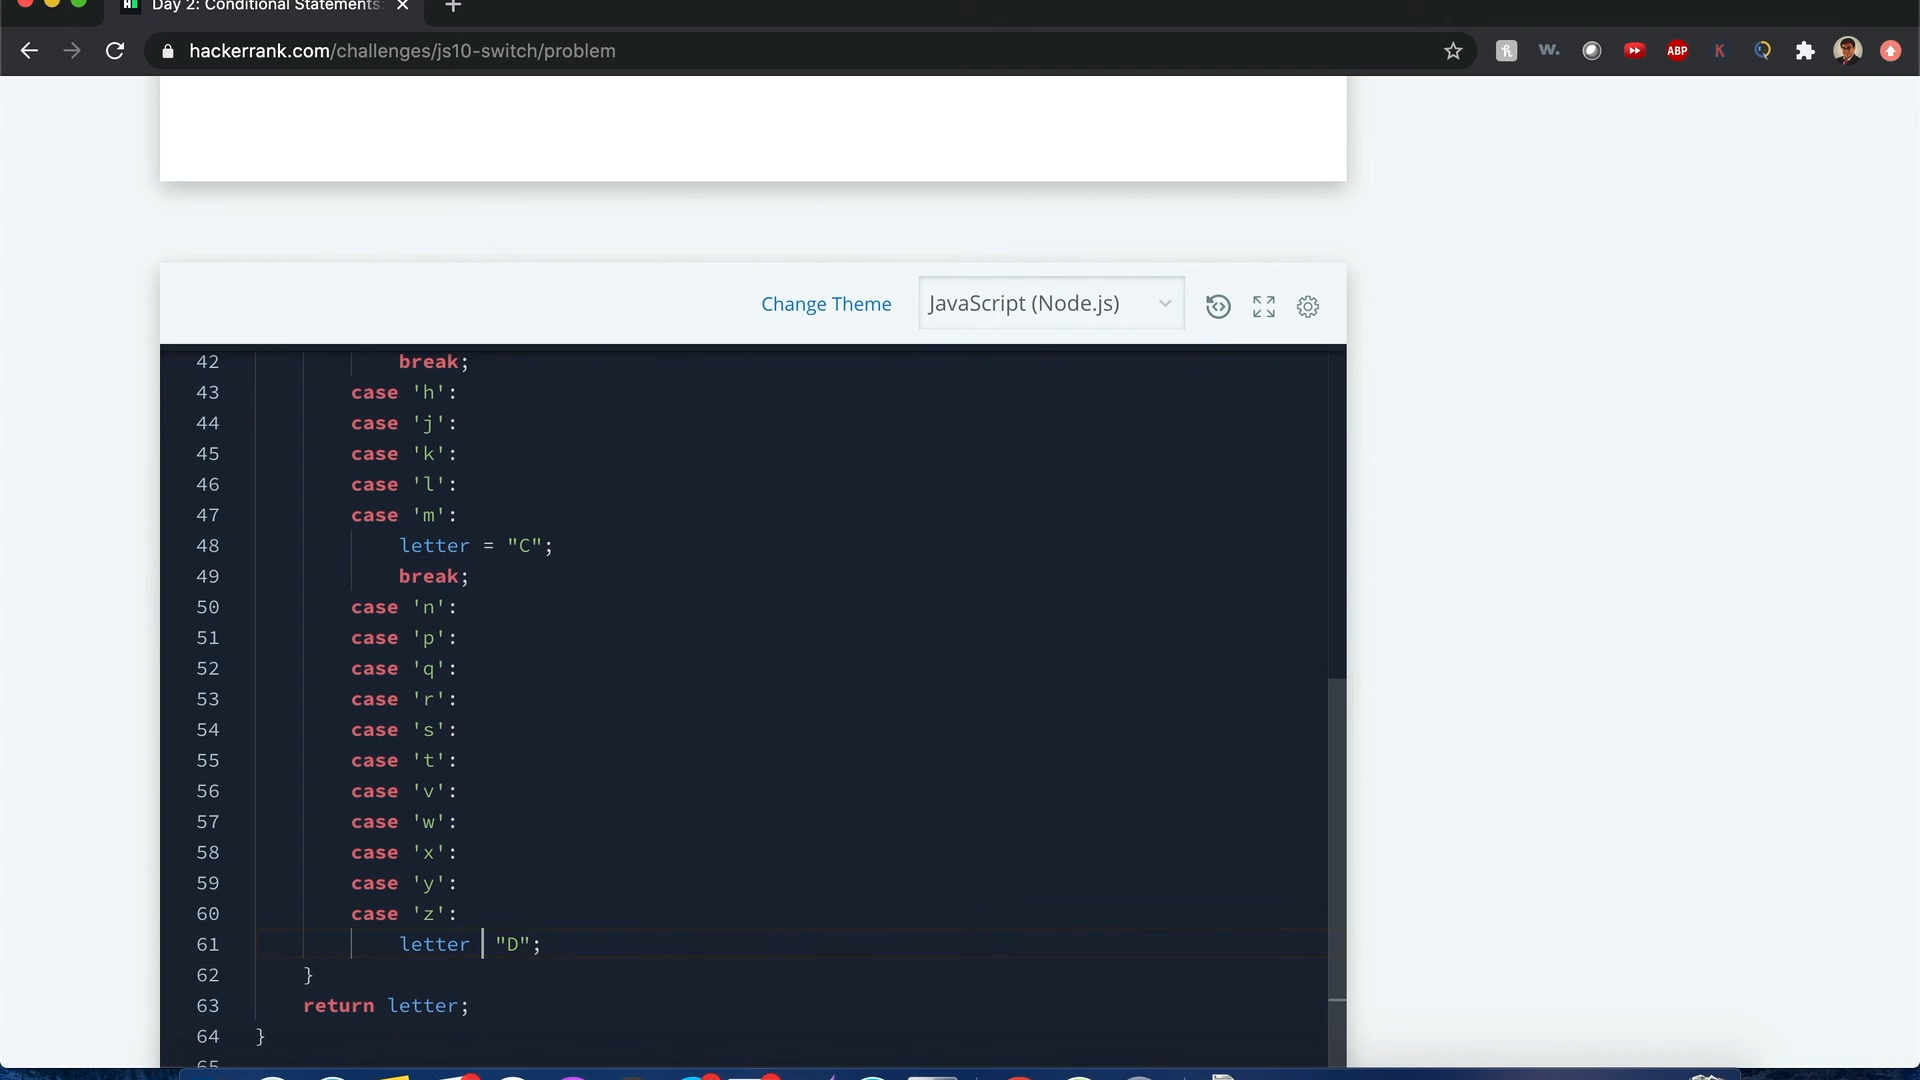 Day 2: Conditional Statements:
hackerrank.com/challenges/js10-switch/problem
ABP
Change Theme
JavaScript (Node.js)
42 break;
43 case 'h':
44 case 'j':
45 case 'k':
46 case 'l':
47 case 'm':
48 letter = "C";
49 break;
50 case 'n':
51 case 'p':
52 case 'q':
53 case 'r':
54 case 's':
55 case 't':
56 case 'v':
57 case 'w':
58 case 'x':
59 case 'y':
60 case 'z':
61 letter "D";
62 }
63 return letter;
64 }
65